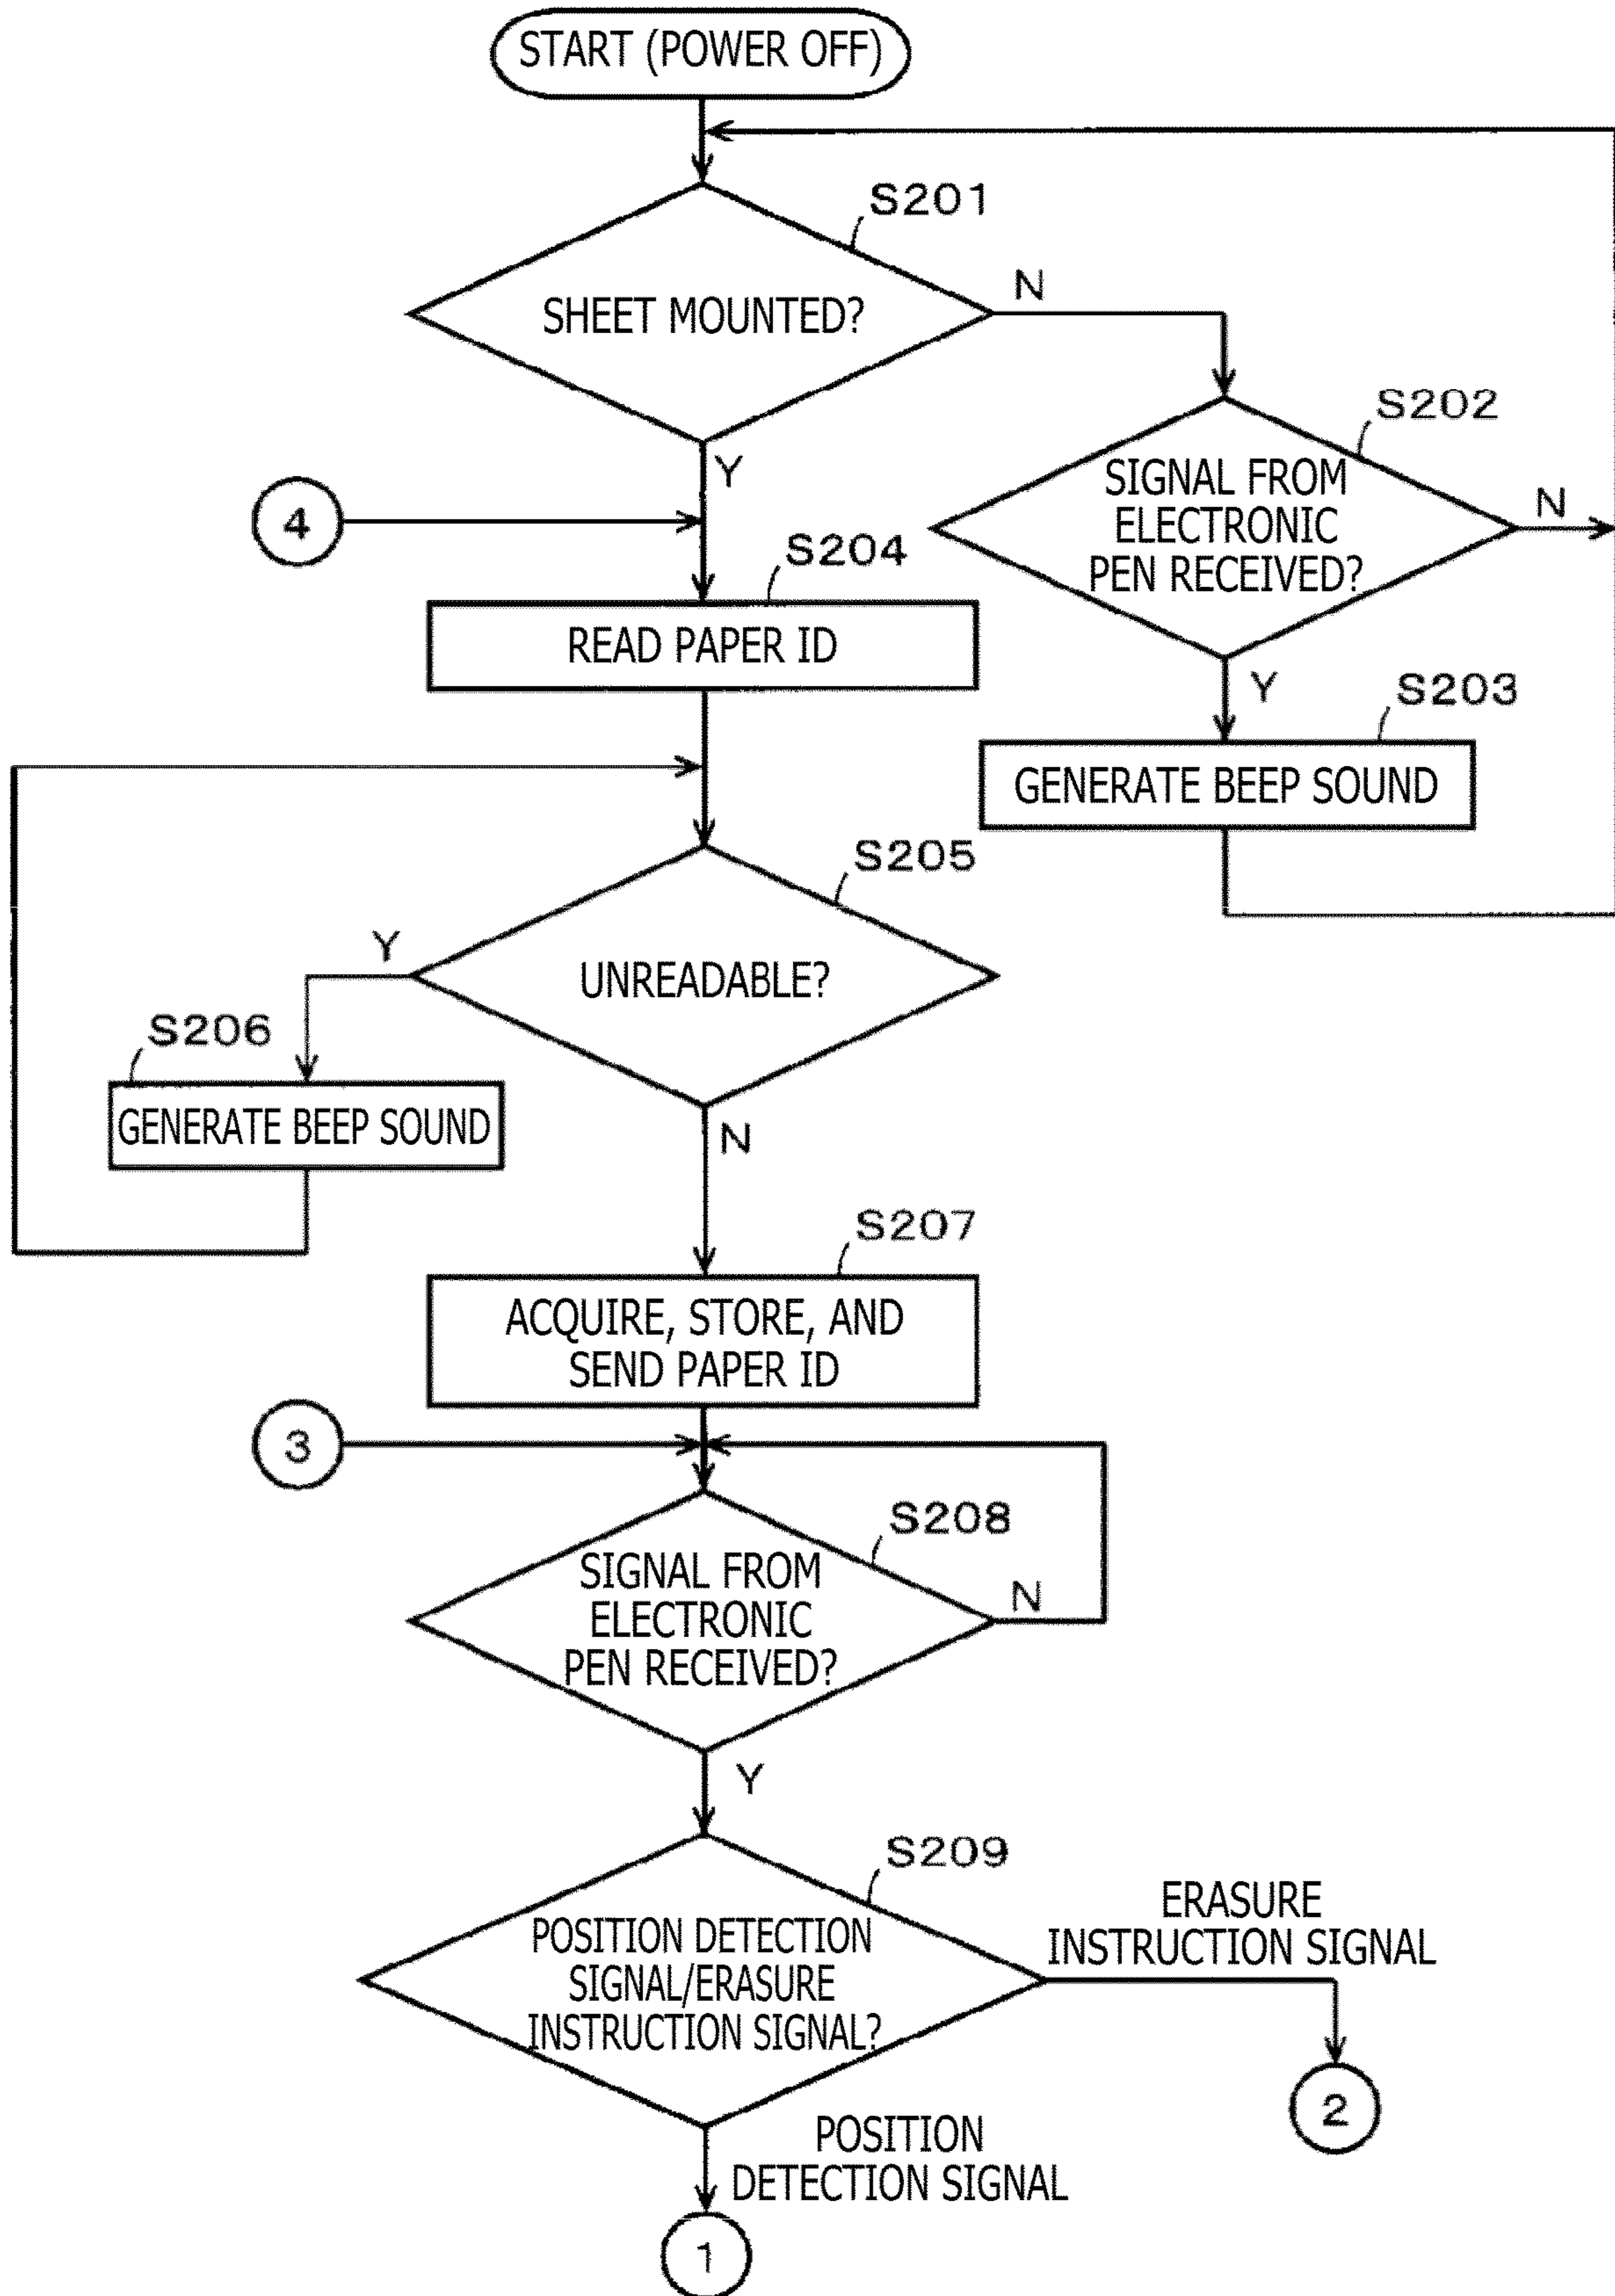 START (POWER OFF)
S201
SHEET MOUNTED?
N
Y
S202
SIGNAL FROM
ELECTRONIC
PEN RECEIVED?
N
Y
4
S204
READ PAPER ID
S203
GENERATE BEEP SOUND
S205
UNREADABLE?
Y
N
S206
GENERATE BEEP SOUND
S207
ACQUIRE, STORE, AND
SEND PAPER ID
3
S208
SIGNAL FROM
ELECTRONIC
PEN RECEIVED?
N
Y
S209
POSITION DETECTION
SIGNAL/ERASURE
INSTRUCTION SIGNAL?
ERASURE
INSTRUCTION SIGNAL
2
POSITION
DETECTION SIGNAL
1